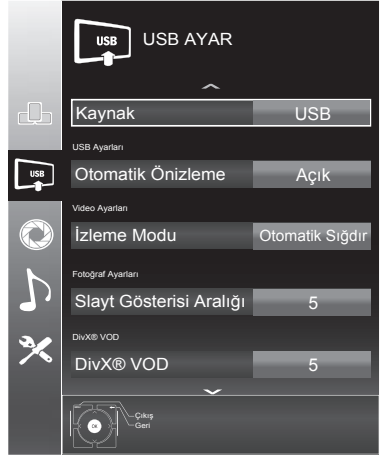 USB
USB AYAR
Kaynak USB
USB Ayarları
USB
Otomatik Önizleme Açık
Video Ayarları
İzleme Modu Otomatik Sığdır
Fotoğraf Ayarları
Slayt Gösterisi Aralığı 5
DivX® VOD
DivX® VOD 5
Çıkış
OK
Geri